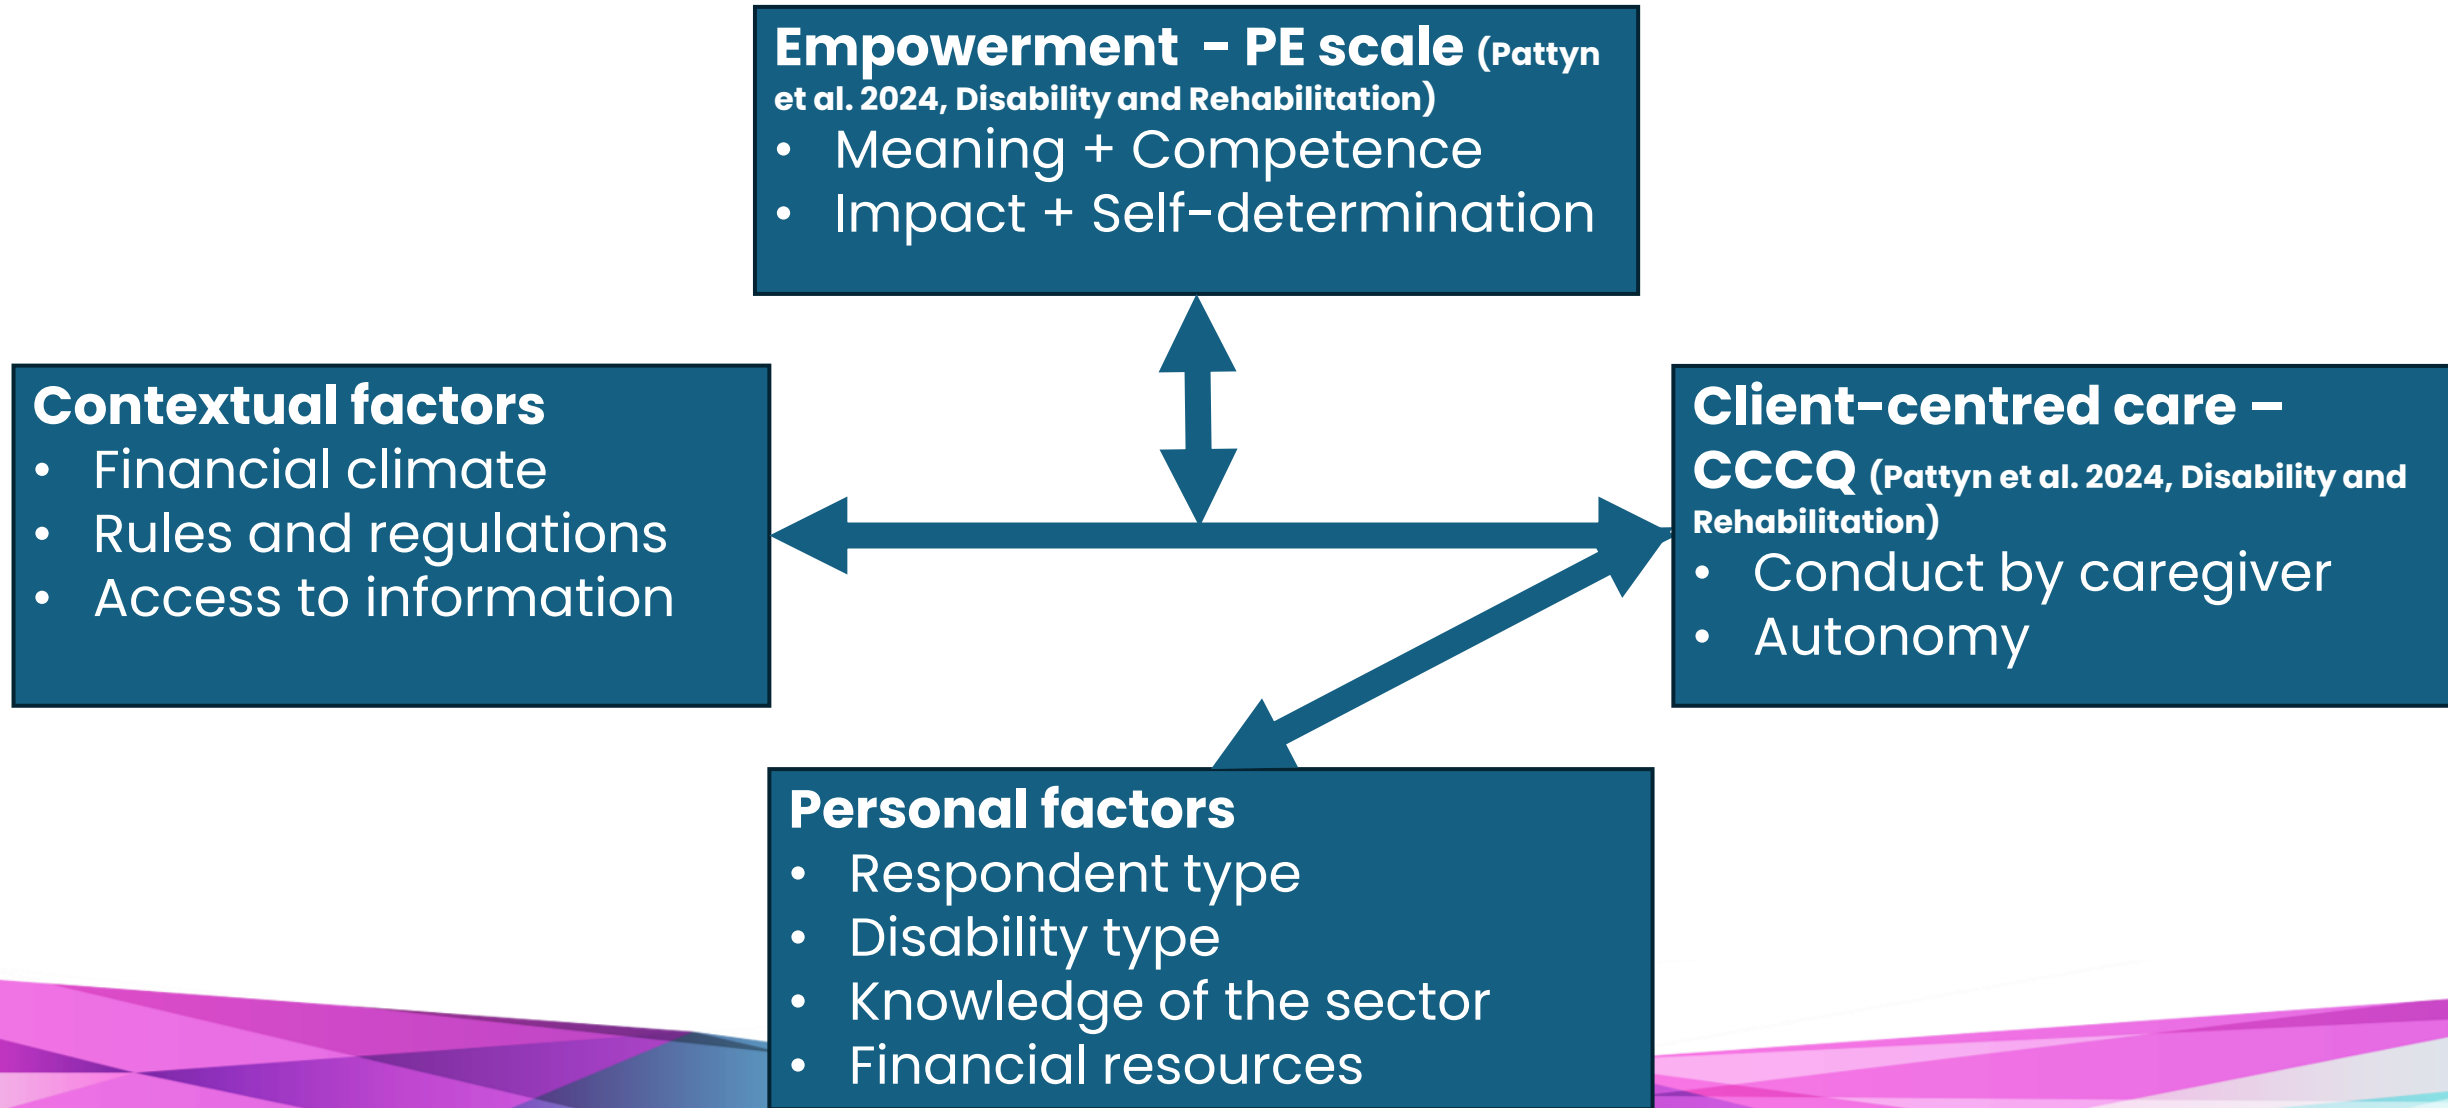 Empowerment - PE scale (Pattyn
et al. 2024, Disability and Rehabilitation)
• Meaning + Competence
• Impact + Self-determination
Contextual factors
• Financial climate
• Rules and regulations
• Access to information
Client-centred care –
CCCQ (Pattyn et al. 2024, Disability and
Rehabilitation)
• Conduct by caregiver
• Autonomy
Personal factors
• Respondent type
• Disability type
• Knowledge of the sector
• Financial resources